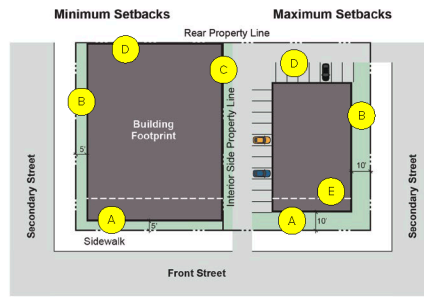 Minimum Setbacks
Maximum Setbacks
Rear Property Line
D
C
D
B
B
Building
Footprint
Interior Side Property Line
5'
10'
E
A
A
5'
10'
Sidewalk
Secondary Street
Secondary Street
Front Street